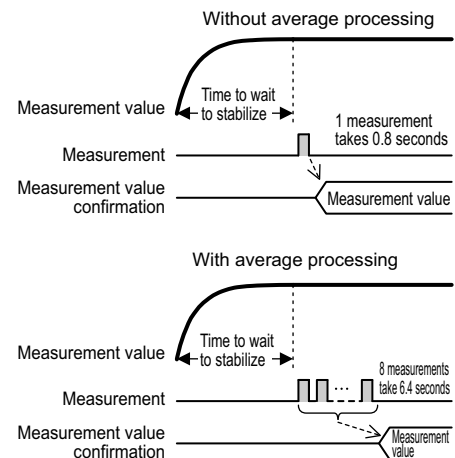 Without average processing
Measurement value
Time to wait
to stabilize
1 measurement
takes 0.8 seconds
Measurement
Measurement value
confirmation
Measurement value
With average processing
Measurement value
Time to wait
to stabilize
8 measurements
take 6.4 seconds
Measurement
...
Measurement value
confirmation
Measurement
value